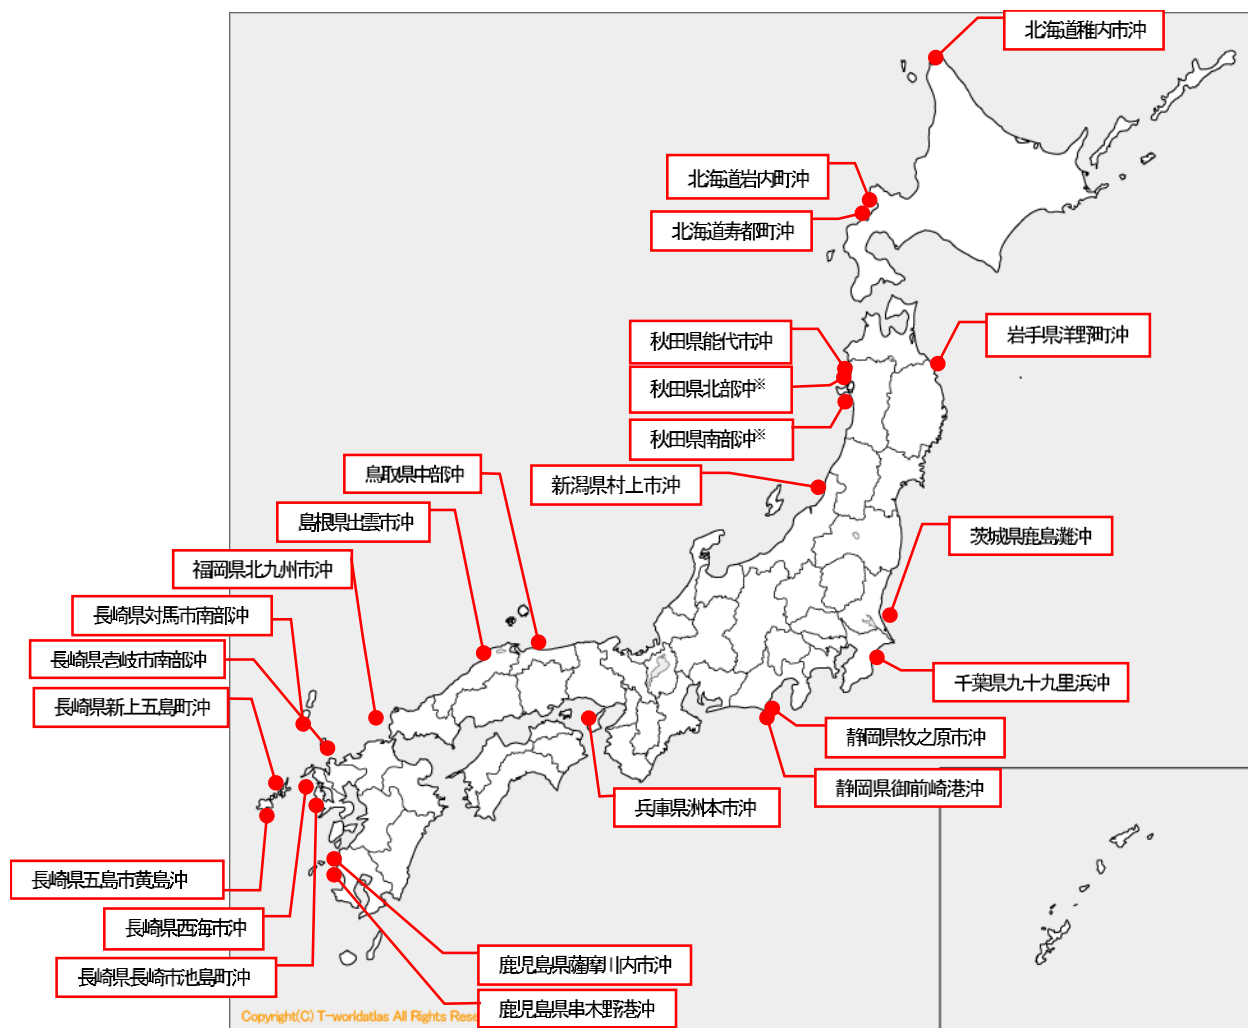 北海道稚内市沖
北海道岩内町沖
北海道寿都町沖
岩手県洋野町沖
秋田県能代市沖
秋田県北部沖※
秋田県南部沖※
鳥取県中部沖
新潟県村上市沖
島根県出雲市沖
茨城県鹿島灘沖
福岡県北九州市沖
長崎県対馬市南部沖
長崎県壱岐市南部沖
千葉県九十九里浜沖
長崎県新上五島町沖
静岡県牧之原市沖
静岡県御前崎港沖
兵庫県洲本市沖
長崎県五島市黄島沖
長崎県西海市沖
長崎県長崎市池島町沖
鹿児島県薩摩川内市沖
鹿児島県串木野港沖
Copyright(C) T-worldatlas All Rights Rese